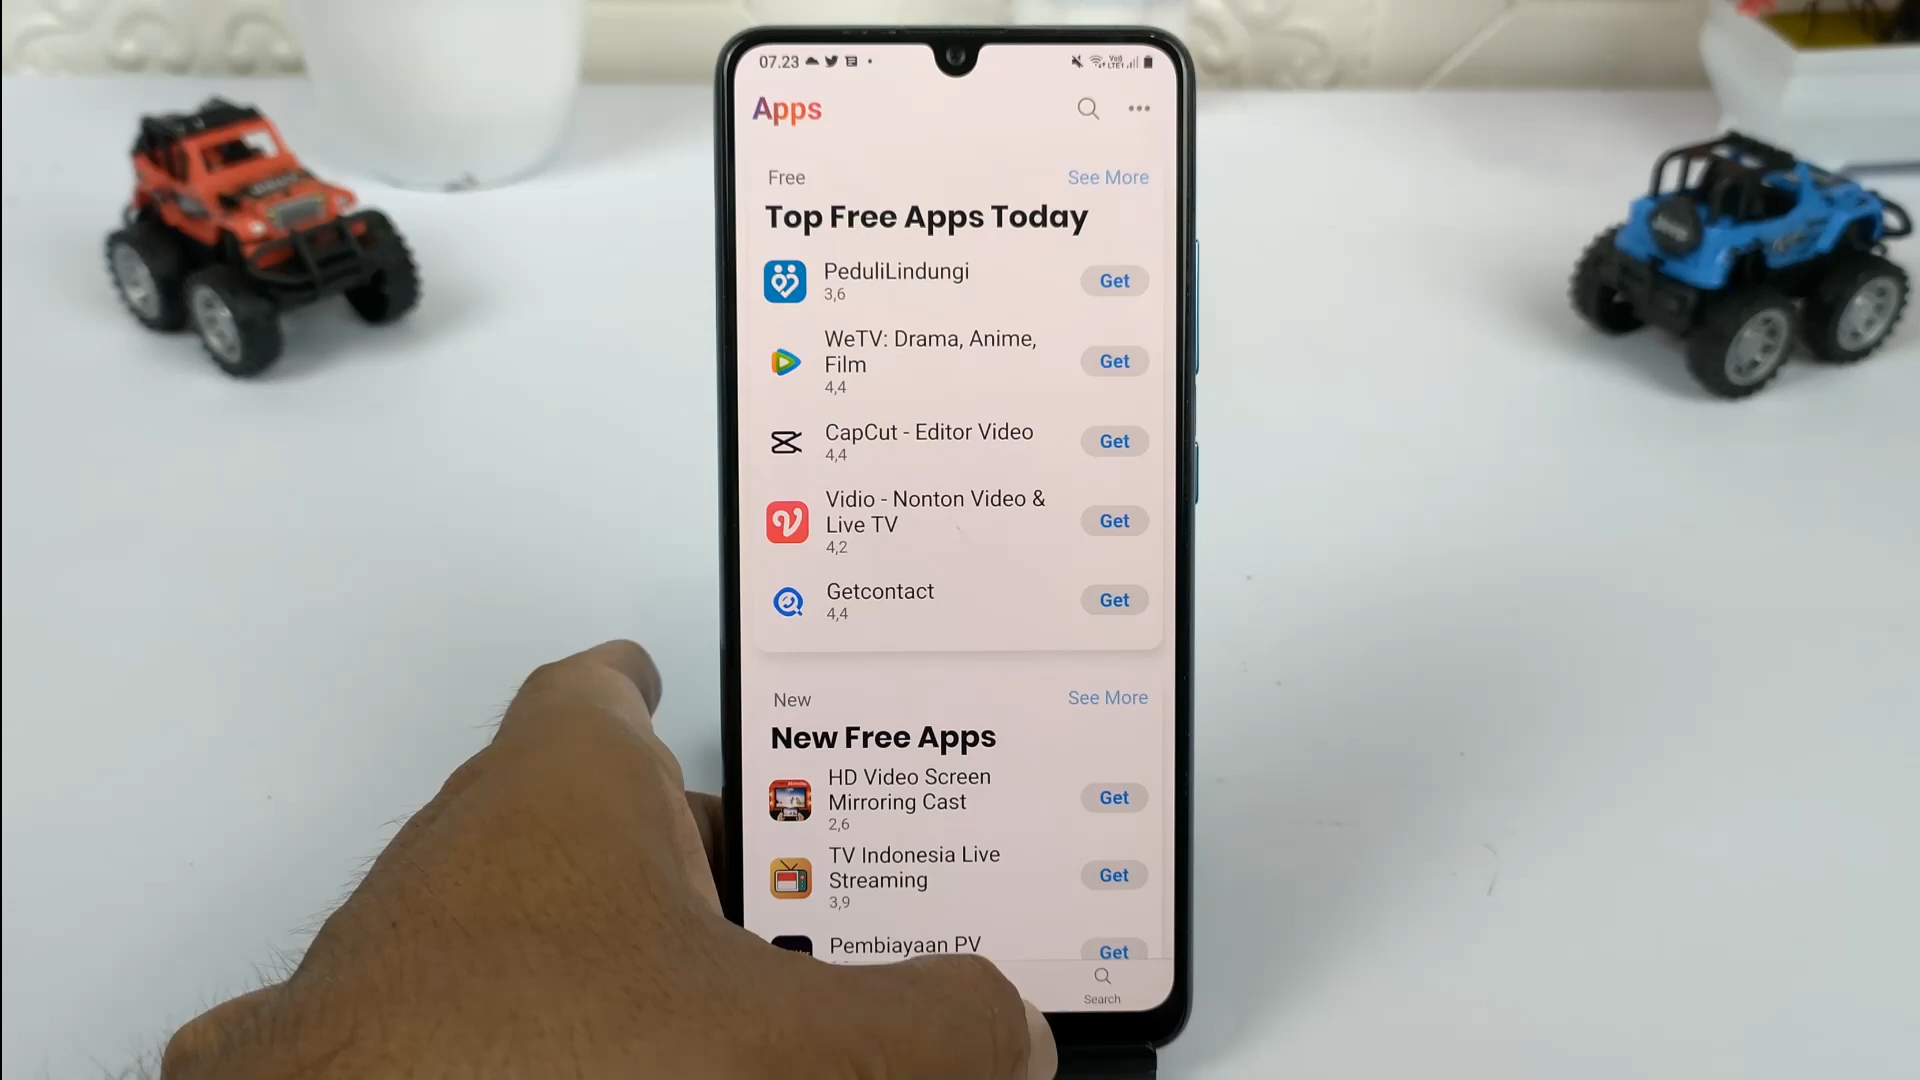 07.23
Apps
Free
See More
Top Free Apps Today
PeduliLindungi
3,6
Get
WeTV: Drama, Anime,
Film
4,4
Get
CapCut - Editor Video
4,4
Get
Vidio - Nonton Video &
Live TV
4,2
Get
Getcontact
4,4
Get
New
See More
New Free Apps
HD Video Screen
Mirroring Cast
2,6
Get
TV Indonesia Live
Streaming
3,9
Get
Pembiayaan PV
Get
Search